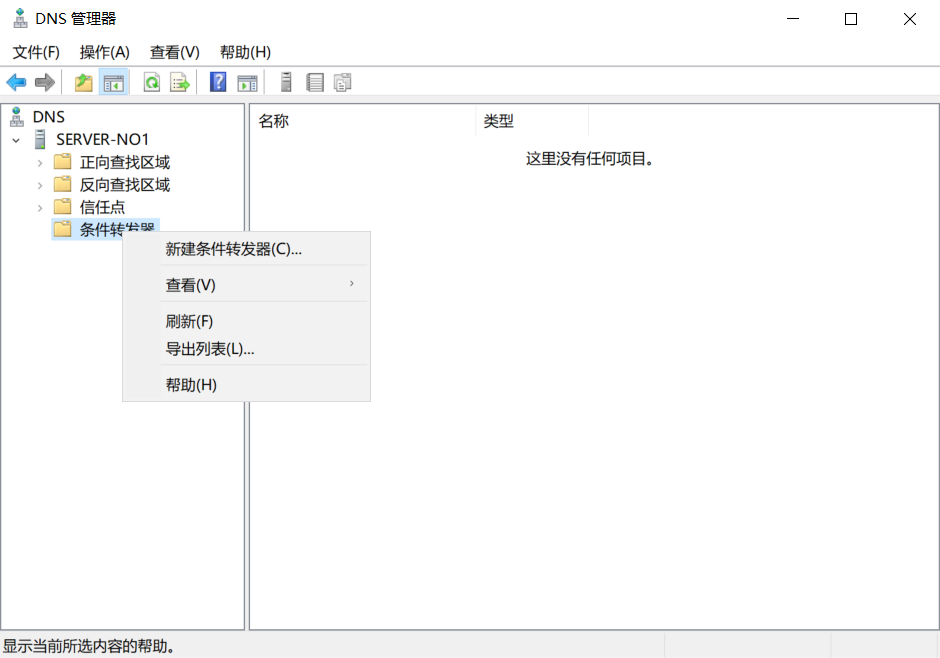 DNS 管理器
文件(F) 操作(A) 查看(V) 帮助(H)
DNS
SERVER-NO1
正向查找区域
反向查找区域
信任点
条件转发器
新建条件转发器(C)...
查看(V)
刷新(F)
导出列表(L)...
帮助(H)
名称 类型
这里没有任何项目。
显示当前所选内容的帮助。